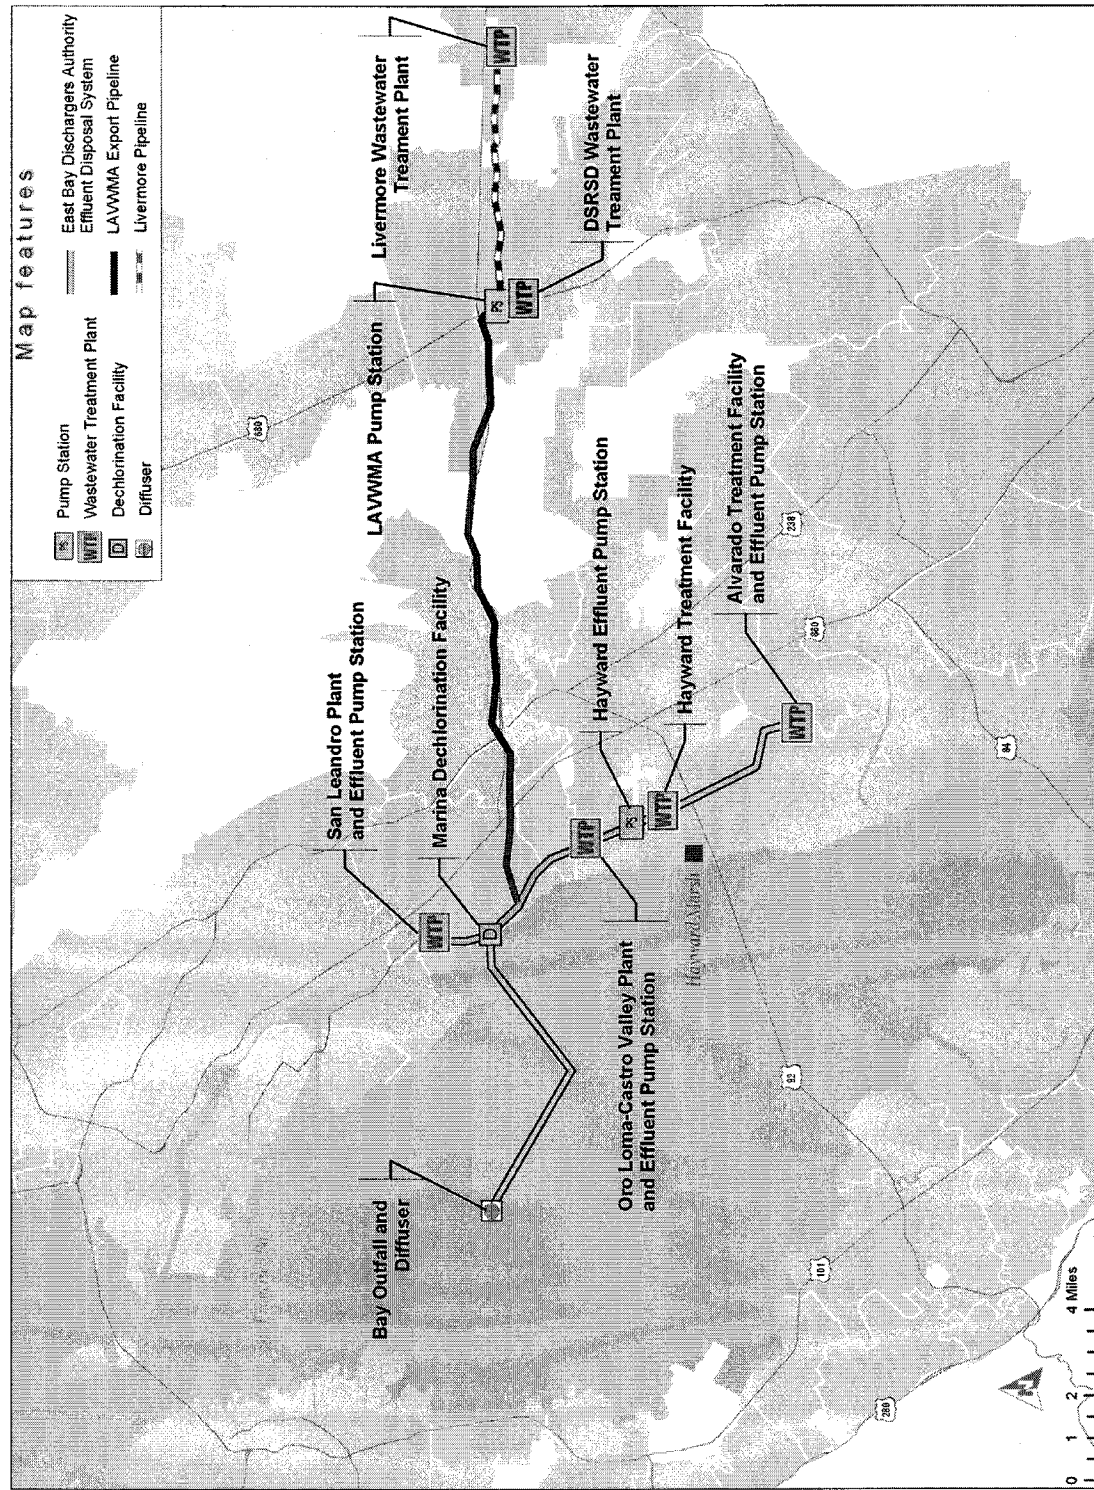 Map features
PS
Pump Station
WTP
Wastewater Treatment Plant
D
Dechlorination Facility
Diffuser
East Bay Dischargers Authority
Effluent Disposal System
LAVWMA Export Pipeline
Livermore Pipeline
680
San Leandro Plant
and Effluent Pump Station
Marina Dechlorination Facility
LAVWMA Pump Station
Livermore Wastewater
Treament Plant
WTP
PS
WTP
DSRSD Wastewater
Treament Plant
Bay Outfall and
Diffuser
WTP
D
WTP
PS
WTP
WTP
Hayward Effluent Pump Station
Hayward Treatment Facility
Alvarado Treatment Facility
and Effluent Pump Station
Oro Loma-Castro Valley Plant
and Effluent Pump Station
Hayward Marsh
238
880
84
92
101
280
N
0 1 2 4 Miles